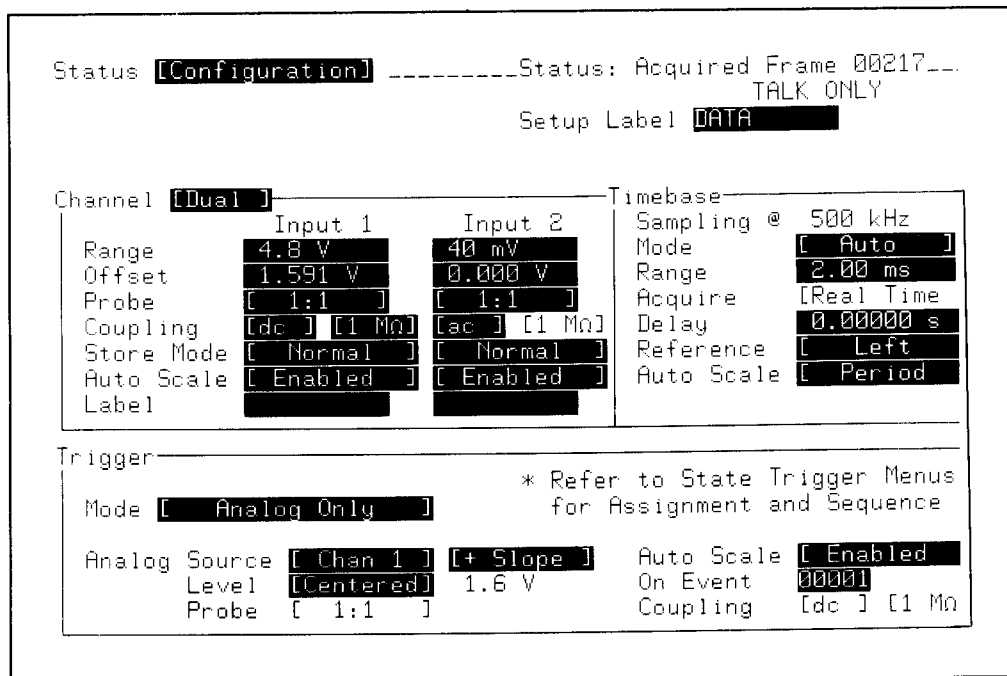 Status [Configuration] _________Status: Acquired Frame 00217__.
TALK ONLY
Setup Label DATA
Channel [Dual ]
Timebase
Input 1 Input 2 Sampling @ 500 kHz
Range 4.8 V 40 mV Mode [ Auto ]
Offset 1.591 V 0.000 V Range 2.00 ms
Probe [ 1:1 ] [ 1:1 ] Acquire [Real Time
Coupling [dc ] [1 MΩ] [ac ] [1 MΩ] Delay 0.00000 s
Store Mode [ Normal ] [ Normal ] Reference [ Left
Auto Scale [ Enabled ] [ Enabled ] Auto Scale [ Period
Label
Trigger
* Refer to State Trigger Menus
Mode [ Analog Only ] for Assignment and Sequence
Analog Source [ Chan 1 ] [+ Slope ] Auto Scale [ Enabled
Level [Centered] 1.6 V On Event 00001
Probe [ 1:1 ] Coupling [dc ] [1 MΩ